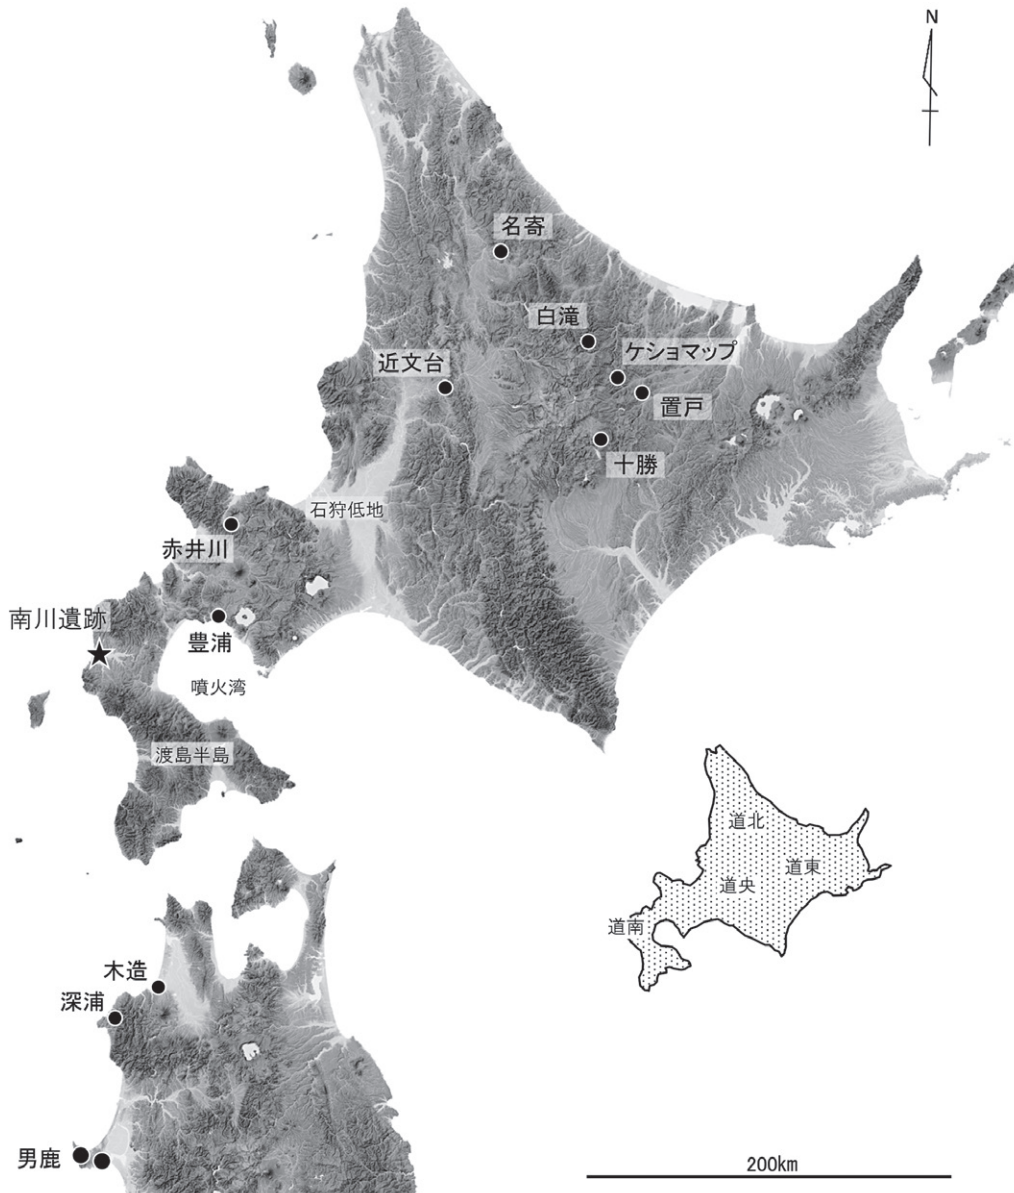 N
名寄
白滝
ケショマップ
近文台
置戸
十勝
石狩低地
赤井川
南川遺跡
豊浦
噴火湾
渡島半島
道北
道東
道央
道南
木造
深浦
男鹿
200km